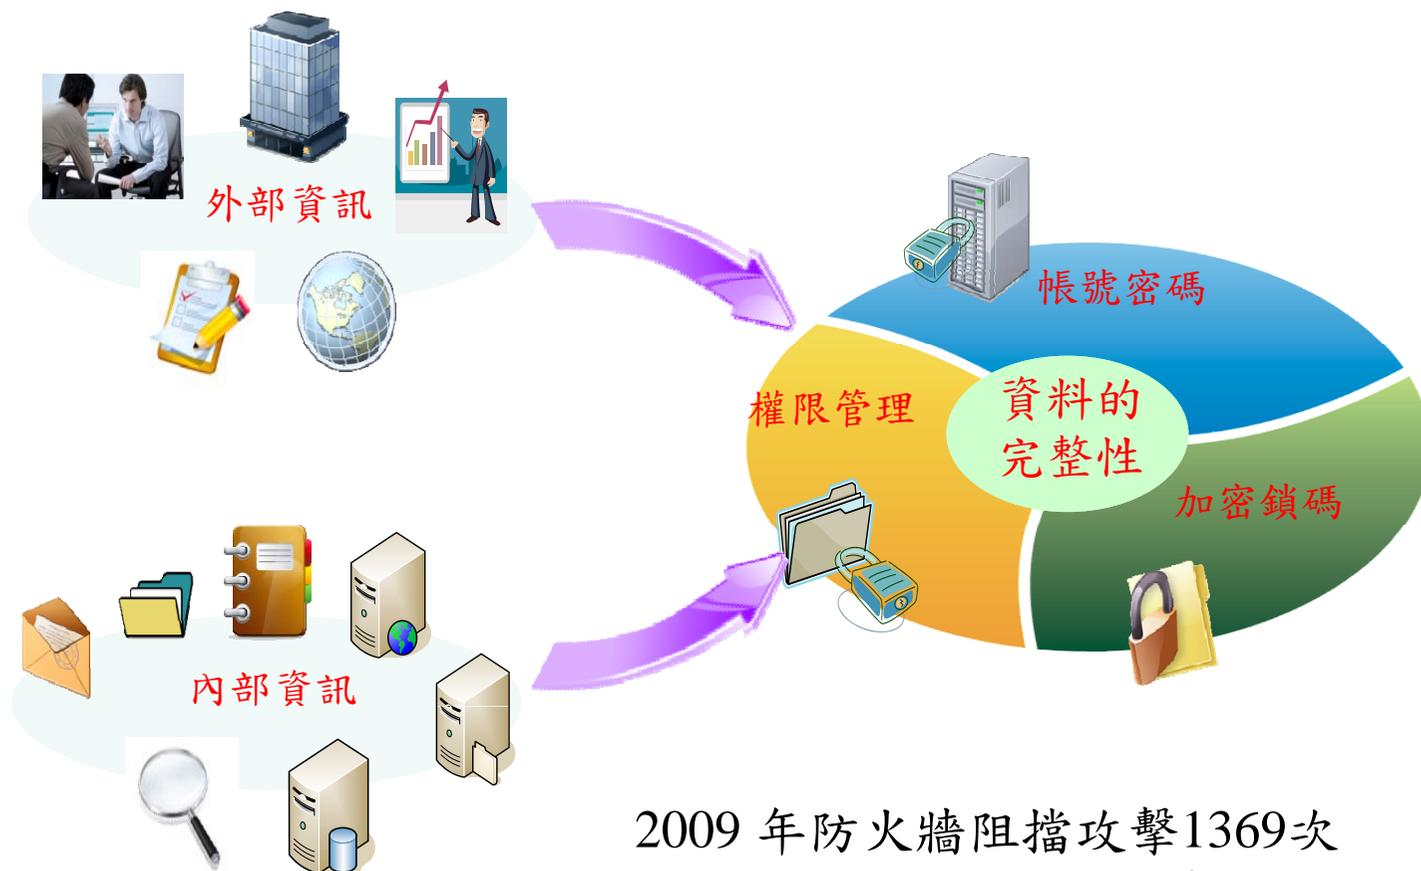 外部資訊
帳號密碼
權限管理
資料的
完整性
加密鎖碼
內部資訊
2009 年防火牆阻擋攻擊1369次